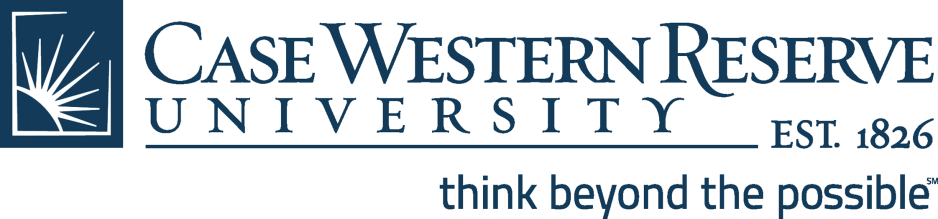 CASE WESTERN RESERVE
UNIVERSITY
EST. 1826
think beyond the possible℠